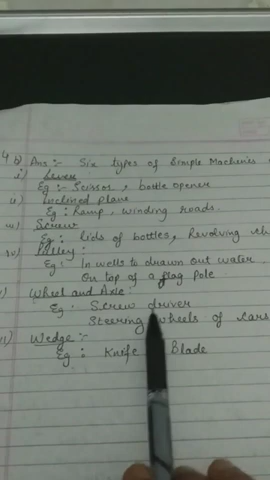 4 b) Ans :- Six types of Simple Machines
i) Lever
Eg :- Scissor, bottle opener
ii) Inclined plane
Eg : Ramp, winding roads.
iii) Screw
Eg : lids of bottles, Revolving
iv) Pulley :
Eg : In wells to drawn out water
On top of a flag pole
v) Wheel and Axle :
Eg : Screw driver
Steering wheels of cars
vi) Wedge :-
Eg : Knife Blade